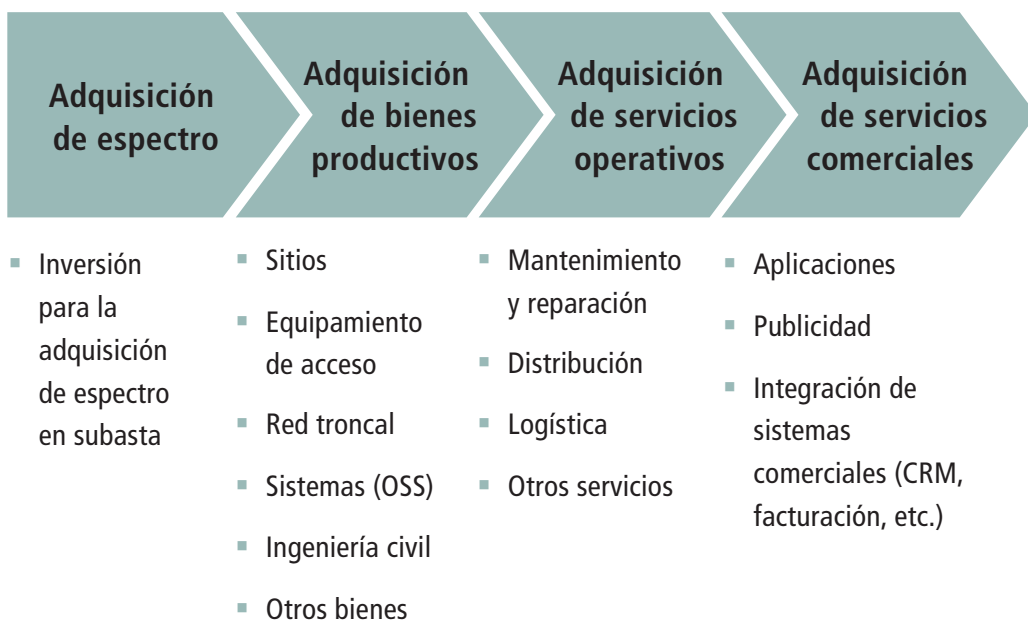 Adquisición
de espectro
Adquisición
de bienes
productivos
Adquisición
de servicios
operativos
Adquisición
de servicios
comerciales
▪ Inversión
para la
adquisición
de espectro
en subasta
▪ Sitios
▪ Equipamiento
de acceso
▪ Red troncal
▪ Sistemas (OSS)
▪ Ingeniería civil
▪ Otros bienes
▪ Mantenimiento
y reparación
▪ Distribución
▪ Logística
▪ Otros servicios
▪ Aplicaciones
▪ Publicidad
▪ Integración de
sistemas
comerciales (CRM,
facturación, etc.)